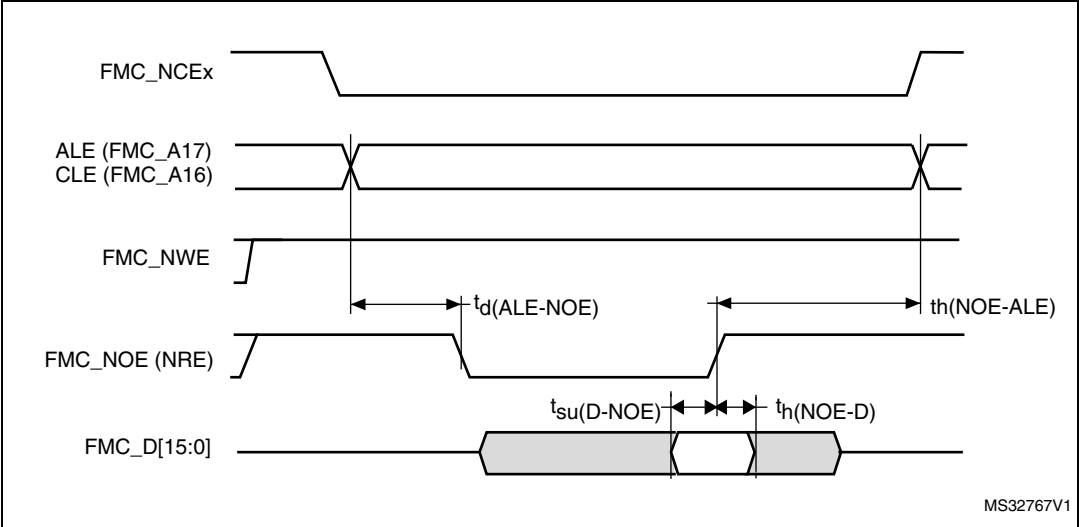 FMC_NCEx
ALE (FMC_A17)
CLE (FMC_A16)
FMC_NWE
td(ALE-NOE)
th(NOE-ALE)
FMC_NOE (NRE)
tsu(D-NOE)
th(NOE-D)
FMC_D[15:0]
MS32767V1